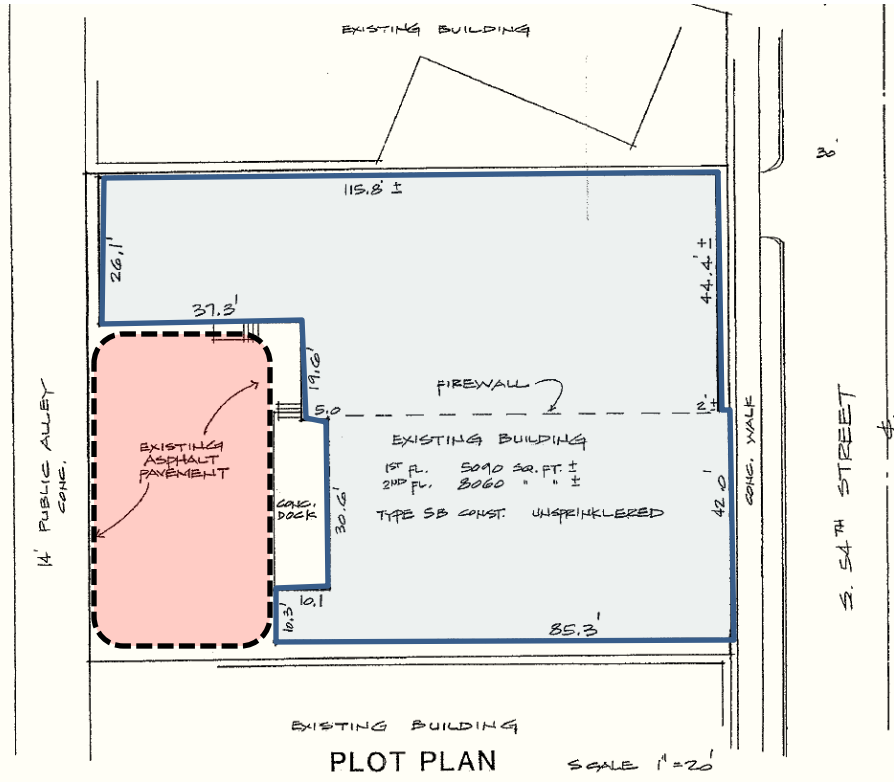 EXISTING BUILDING
30'
115.8' ±
26.1'
44.4' ±
37.3'
19.6'
FIREWALL
5.0
2' ±
EXISTING BUILDING
1ST FL. 5090 SQ. FT. ±
2ND FL. 8060 " " ±
TYPE 5B CONST. UNSPRINKLERED
EXISTING
ASPHALT
PAVEMENT
CONC.
DOCK
30.6'
42.0'
CONC. WALK
S. 54TH STREET
14' PUBLIC ALLEY
CONC.
10.1
10.3'
85.3'
EXISTING BUILDING
PLOT PLAN
SCALE 1"=20'